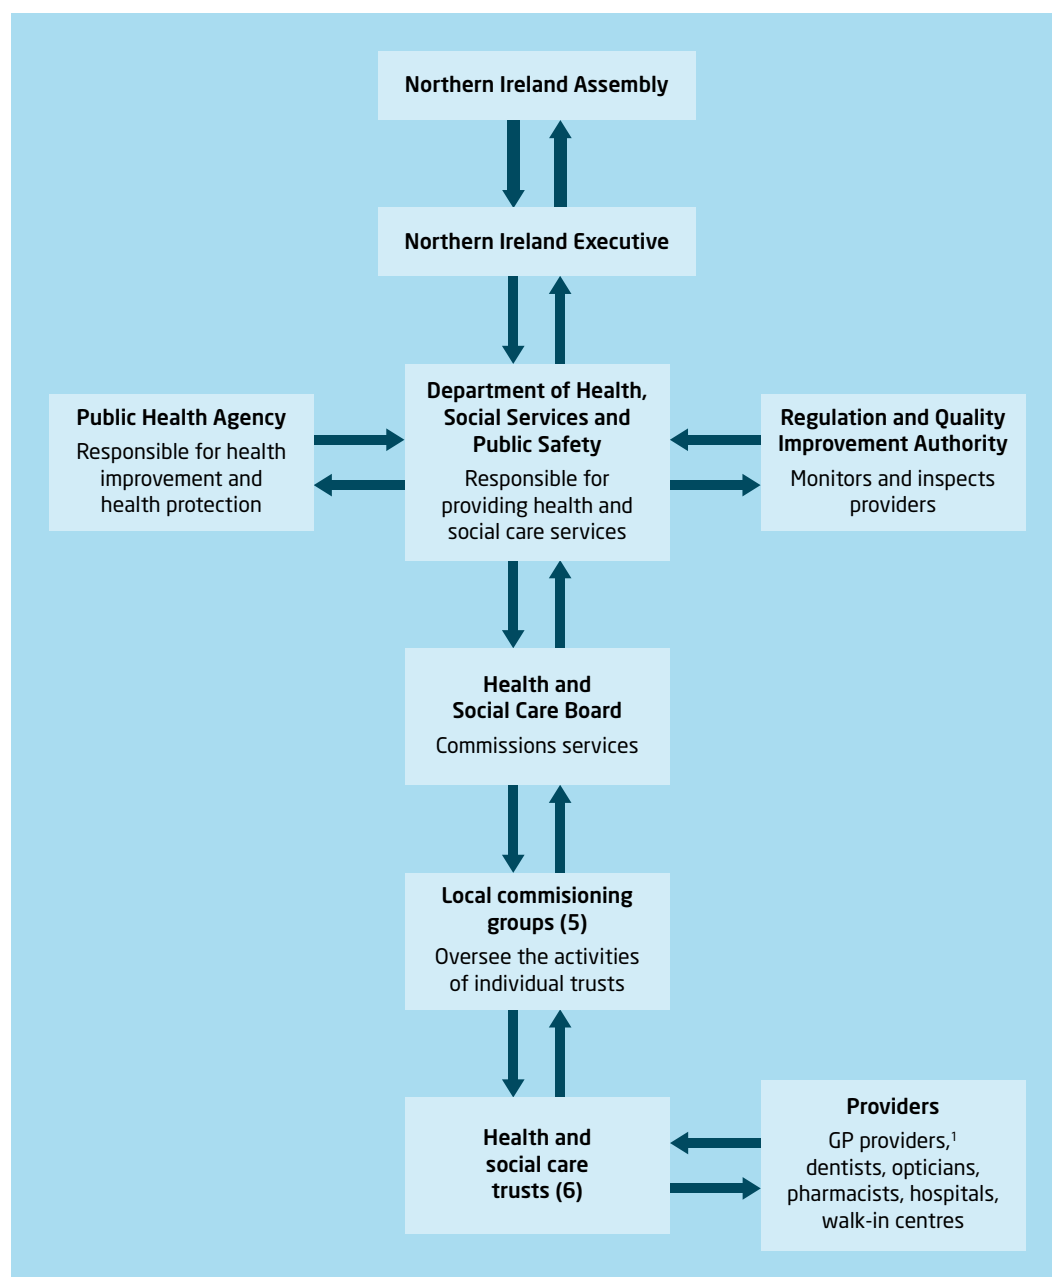 Northern Ireland Assembly
Northern Ireland Executive
Public Health Agency
Responsible for health
improvement and
health protection
Department of Health,
Social Services and
Public Safety
Responsible for
providing health and
social care services
Regulation and Quality
Improvement Authority
Monitors and inspects
providers
Health and
Social Care Board
Commissions services
Local commisioning
groups (5)
Oversee the activities
of individual trusts
Health and
social care
trusts (6)
Providers
GP providers,¹
dentists, opticians,
pharmacists, hospitals,
walk-in centres